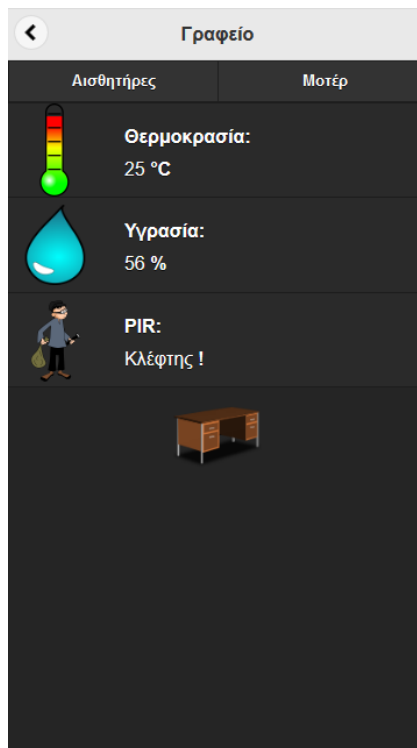 Γραφείο
Αισθητήρες Μοτέρ
Θερμοκρασία:
25 °C
Υγρασία:
56 %
PIR:
Κλέφτης !